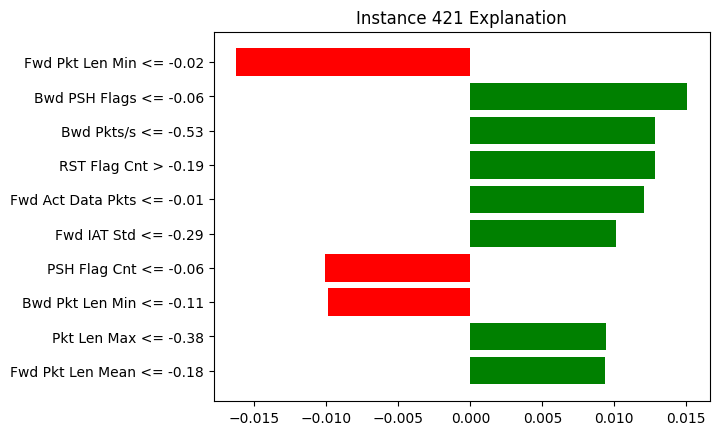 Instance 421 Explanation
Fwd Pkt Len Min <= -0.02
Bwd PSH Flags <= -0.06
Bwd Pkts/s <= -0.53
RST Flag Cnt > -0.19
Fwd Act Data Pkts <= -0.01
Fwd IAT Std <= -0.29
PSH Flag Cnt <= -0.06
Bwd Pkt Len Min <= -0.11
Pkt Len Max <= -0.38
Fwd Pkt Len Mean <= -0.18
−0.015 −0.010 −0.005 0.000 0.005 0.010 0.015